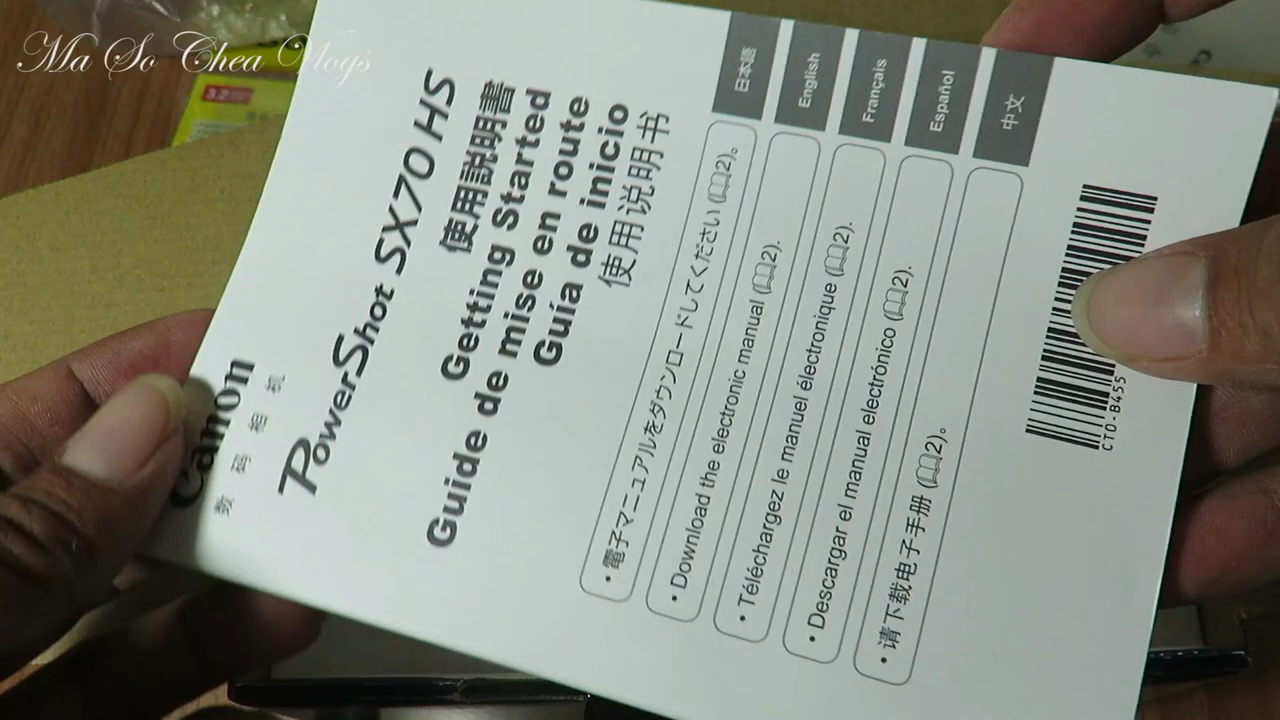 Ma So Chea Vlogs
Canon
数码相机
PowerShot SX70 HS
使用説明書
Getting Started
Guide de mise en route
Guía de inicio
使用说明书
• 電子マニュアルをダウンロードしてください (📖2)。
日本語
• Download the electronic manual (📖2).
English
• Téléchargez le manuel électronique (📖2).
Français
• Descargar el manual electrónico (📖2).
Español
• 请下载电子手册 (📖2)。
中文
CT0-B455